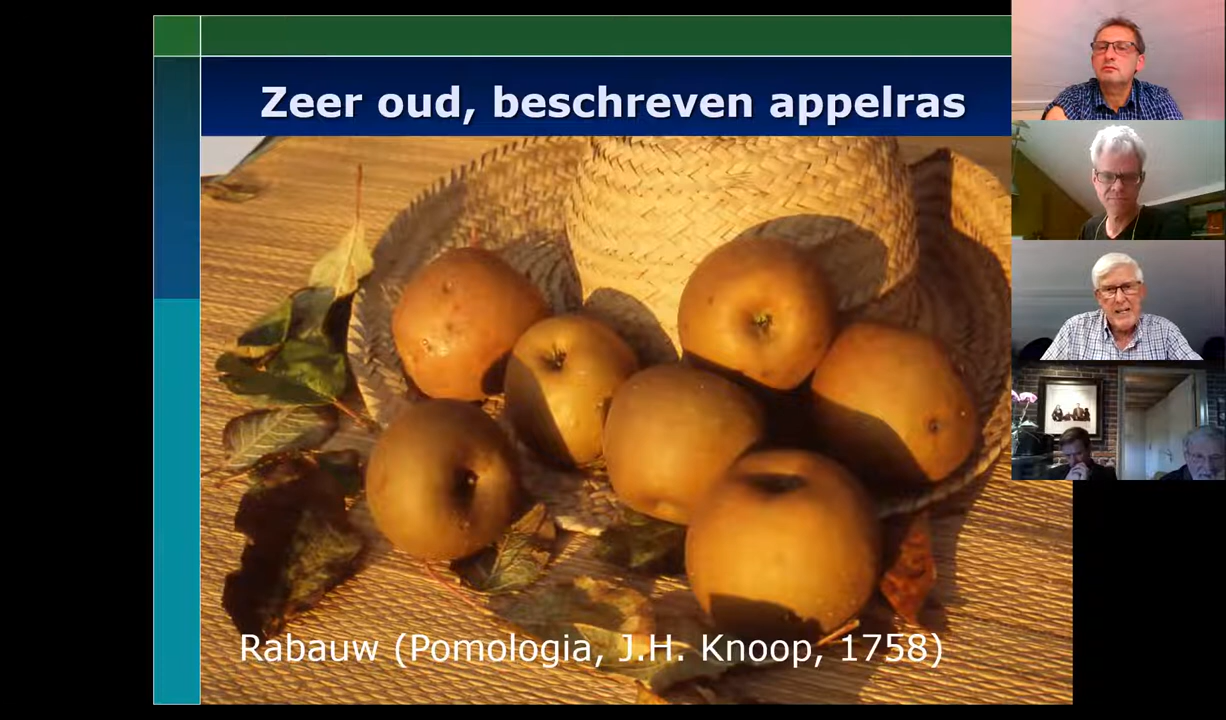 Zeer oud, beschreven appelras
Rabauw (Pomologia, J.H. Knoop, 1758)